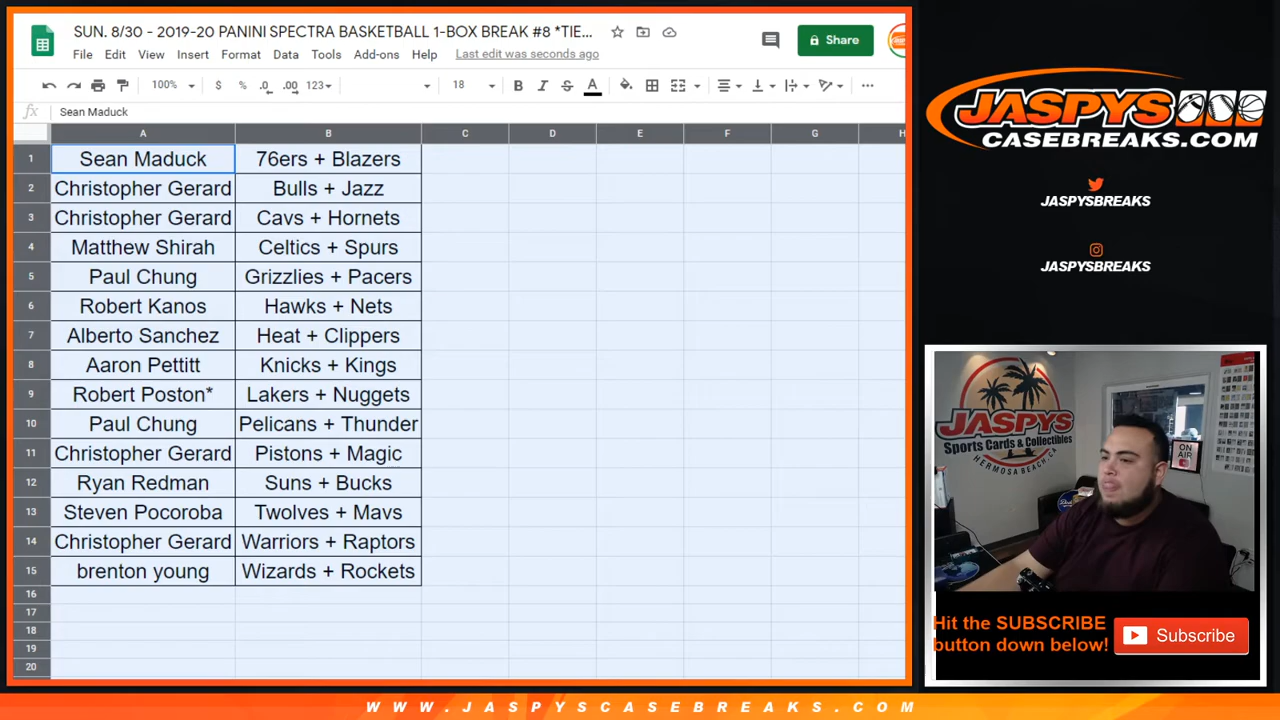 SUN. 8/30 - 2019-20 PANINI SPECTRA BASKETBALL 1-BOX BREAK #8 *TIE...
File Edit View Insert Format Data Tools Add-ons Help Last edit was seconds ago
Share
100% $ % .0 .00 123 18 B I S A
fx Sean Maduck
A B C D E F G H
1 Sean Maduck 76ers + Blazers
2 Christopher Gerard Bulls + Jazz
3 Christopher Gerard Cavs + Hornets
4 Matthew Shirah Celtics + Spurs
5 Paul Chung Grizzlies + Pacers
6 Robert Kanos Hawks + Nets
7 Alberto Sanchez Heat + Clippers
8 Aaron Pettitt Knicks + Kings
9 Robert Poston* Lakers + Nuggets
10 Paul Chung Pelicans + Thunder
11 Christopher Gerard Pistons + Magic
12 Ryan Redman Suns + Bucks
13 Steven Pocoroba Twolves + Mavs
14 Christopher Gerard Warriors + Raptors
15 brenton young Wizards + Rockets
16
17
18
19
20
JASPYS
CASEBREAKS.COM
JASPYSBREAKS
JASPYSBREAKS
JASPYS
Sports Cards & Collectibles
HERMOSA BEACH, CA
ON
AIR
Hit the SUBSCRIBE
button down below!
Subscribe
WWW.JASPYSCASEBREAKS.COM